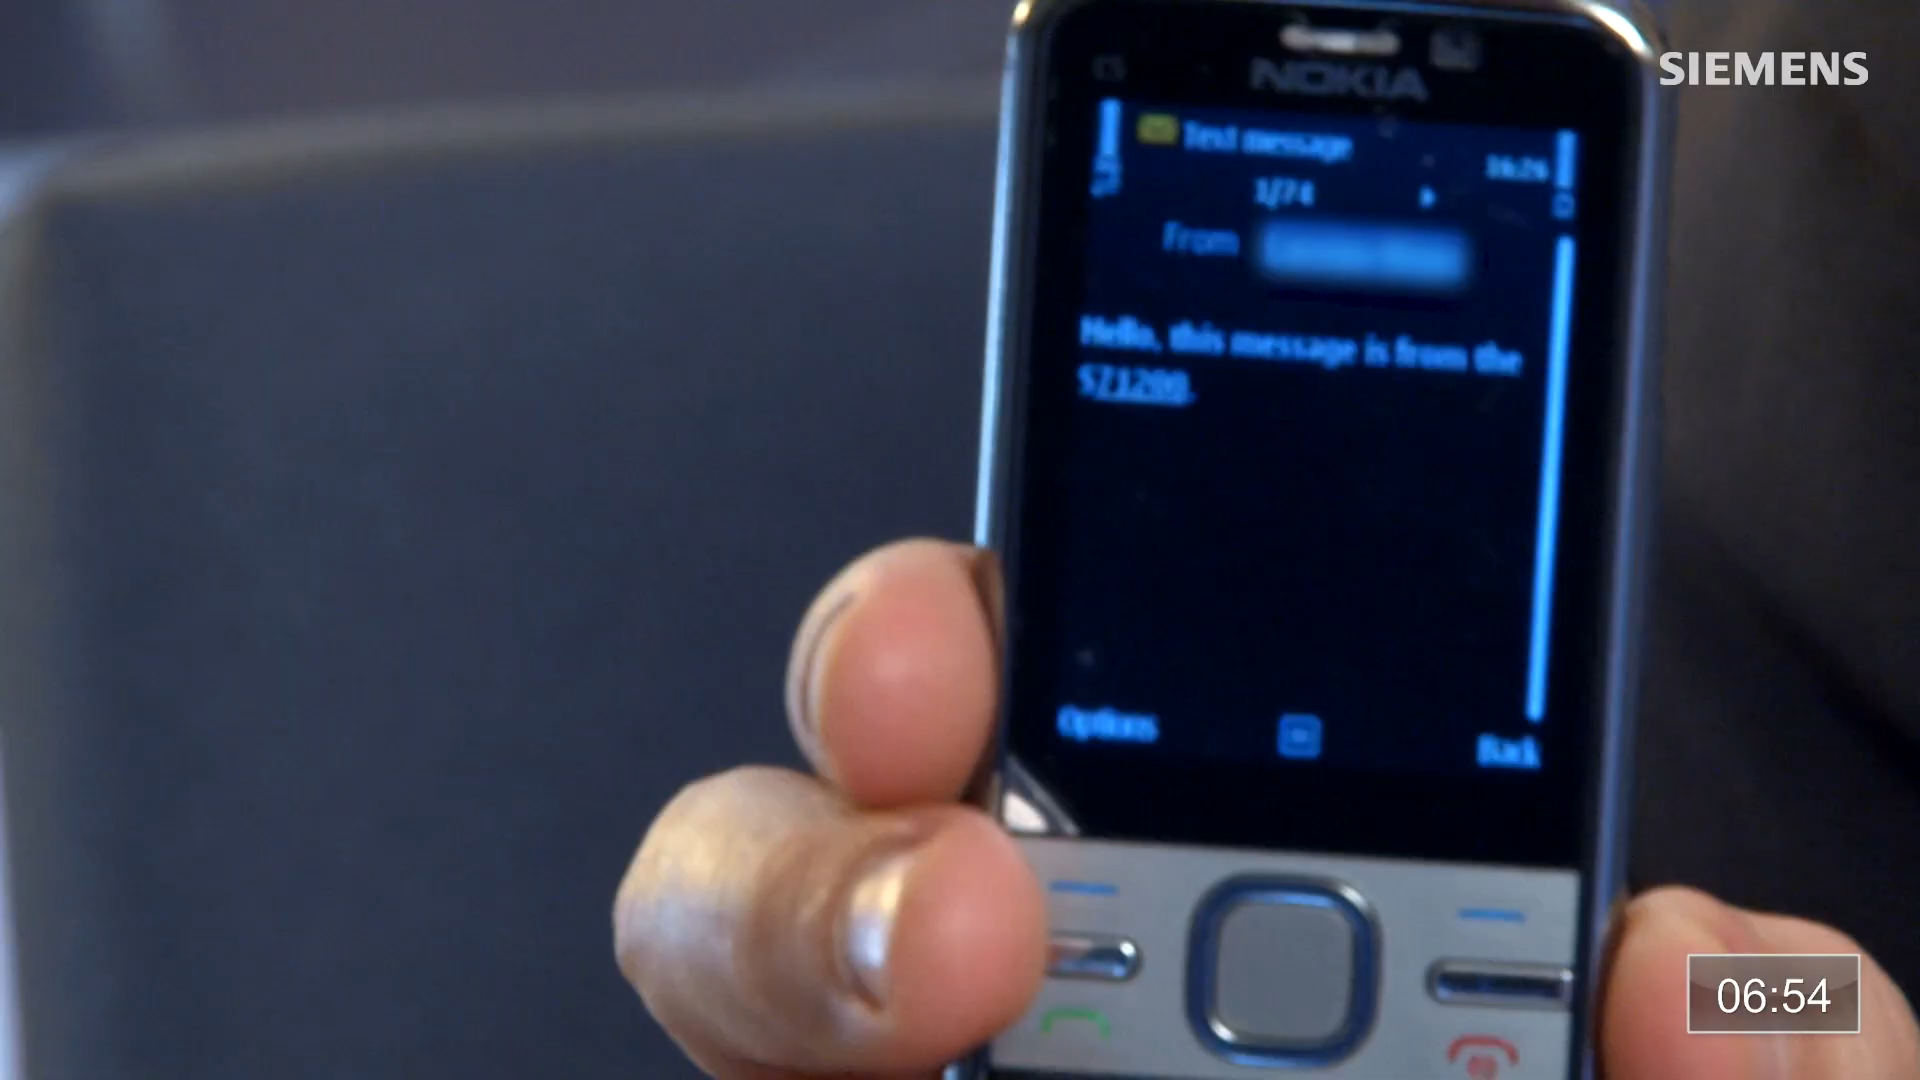 SIEMENS
C5
NOKIA
Text message
16:26
1/74
From
Hello, this message is from the
S71200.
Options
Back
06:54